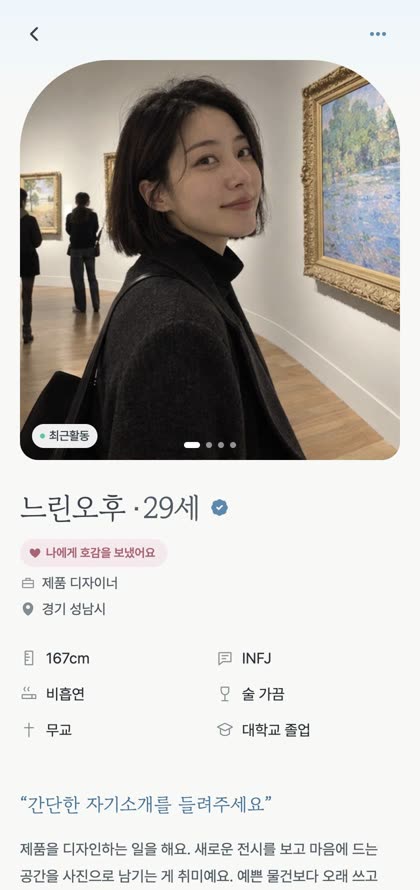 최근활동
느린오후 · 29세
나에게 호감을 보냈어요
제품 디자이너
경기 성남시
167cm
INFJ
비흡연
술 가끔
무교
대학교 졸업
“간단한 자기소개를 들려주세요”
제품을 디자인하는 일을 해요. 새로운 전시를 보고 마음에 드는
공간을 사진으로 남기는 게 취미예요. 예쁜 물건보다 오래 쓰고